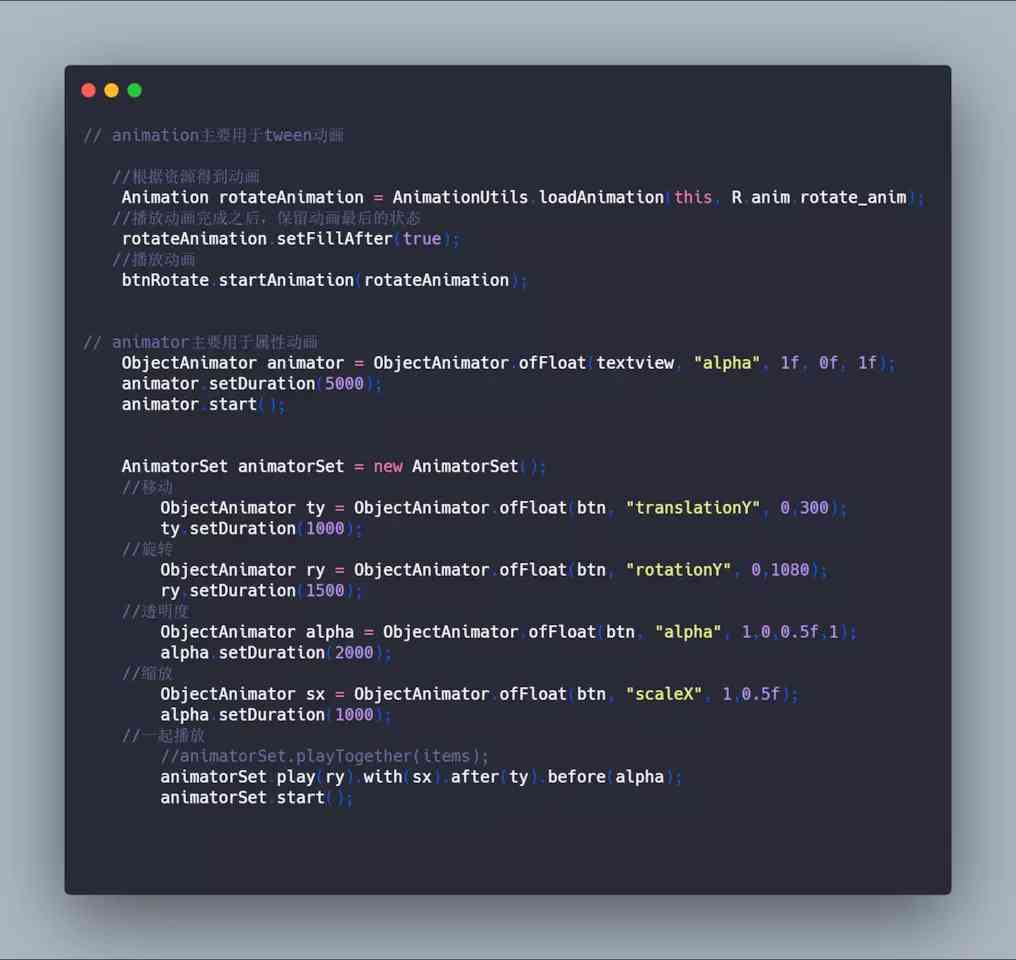 // animation主要用于tween动画
//根据资源得到动画
Animation rotateAnimation = AnimationUtils.loadAnimation(this, R.anim.rotate_anim);
//播放动画完成之后，保留动画最后的状态
rotateAnimation.setFillAfter(true);
//播放动画
btnRotate.startAnimation(rotateAnimation);
// animator主要用于属性动画
ObjectAnimator animator = ObjectAnimator.ofFloat(textview, "alpha", 1f, 0f, 1f);
animator.setDuration(5000);
animator.start();
AnimatorSet animatorSet = new AnimatorSet();
//移动
ObjectAnimator ty = ObjectAnimator.ofFloat(btn, "translationY", 0,300);
ty.setDuration(1000);
//旋转
ObjectAnimator ry = ObjectAnimator.ofFloat(btn, "rotationY", 0,1080);
ry.setDuration(1500);
//透明度
ObjectAnimator alpha = ObjectAnimator.ofFloat(btn, "alpha", 1,0,0.5f,1);
alpha.setDuration(2000);
//缩放
ObjectAnimator sx = ObjectAnimator.ofFloat(btn, "scaleX", 1,0.5f);
alpha.setDuration(1000);
//一起播放
//animatorSet.playTogether(items);
animatorSet.play(ry).with(sx).after(ty).before(alpha);
animatorSet.start();